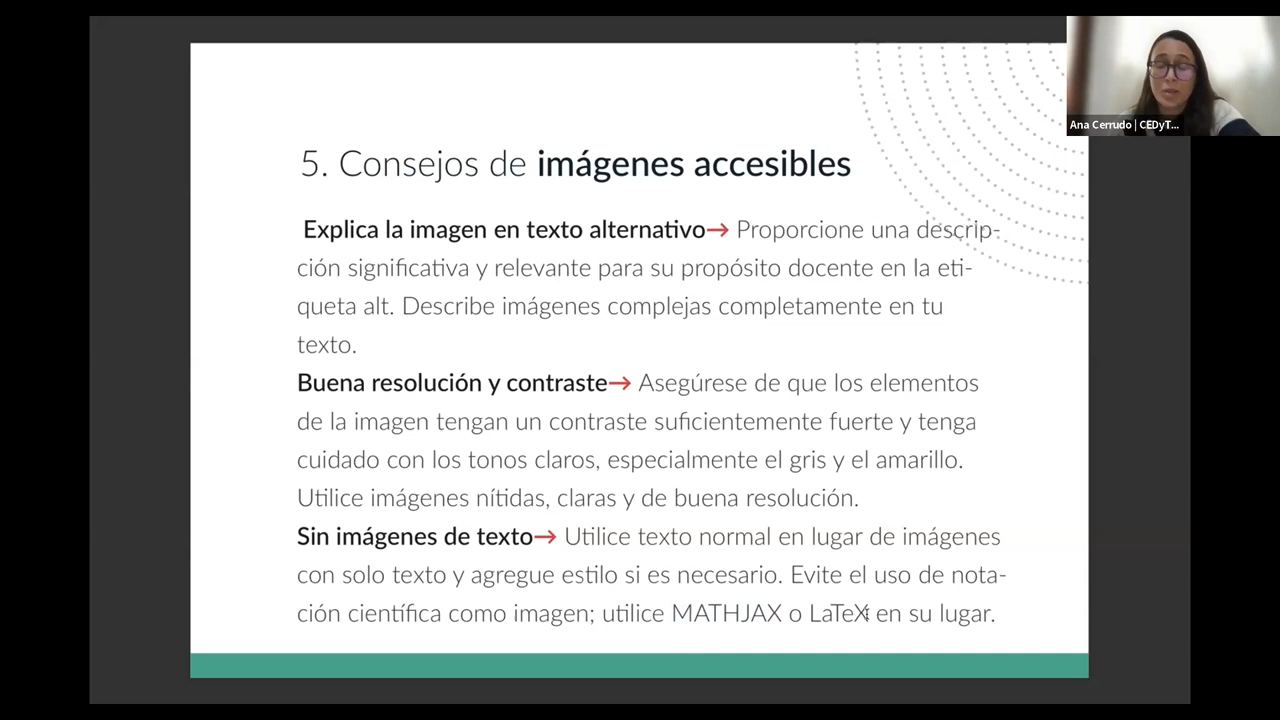 5. Consejos de imágenes accesibles
Explica la imagen en texto alternativo→ Proporcione una descrip-
ción significativa y relevante para su propósito docente en la eti-
queta alt. Describe imágenes complejas completamente en tu
texto.
Buena resolución y contraste→ Asegúrese de que los elementos
de la imagen tengan un contraste suficientemente fuerte y tenga
cuidado con los tonos claros, especialmente el gris y el amarillo.
Utilice imágenes nítidas, claras y de buena resolución.
Sin imágenes de texto→ Utilice texto normal en lugar de imágenes
con solo texto y agregue estilo si es necesario. Evite el uso de nota-
ción científica como imagen; utilice MATHJAX o LaTeX en su lugar.
Ana Cerrudo | CEDyT...